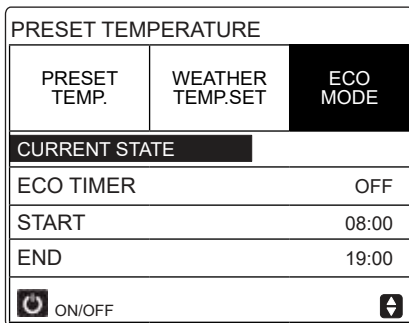 PRESET TEMPERATURE
PRESET TEMP.
WEATHER TEMP.SET
ECO MODE
CURRENT STATE
ECO TIMER OFF
START 08:00
END 19:00
ON/OFF